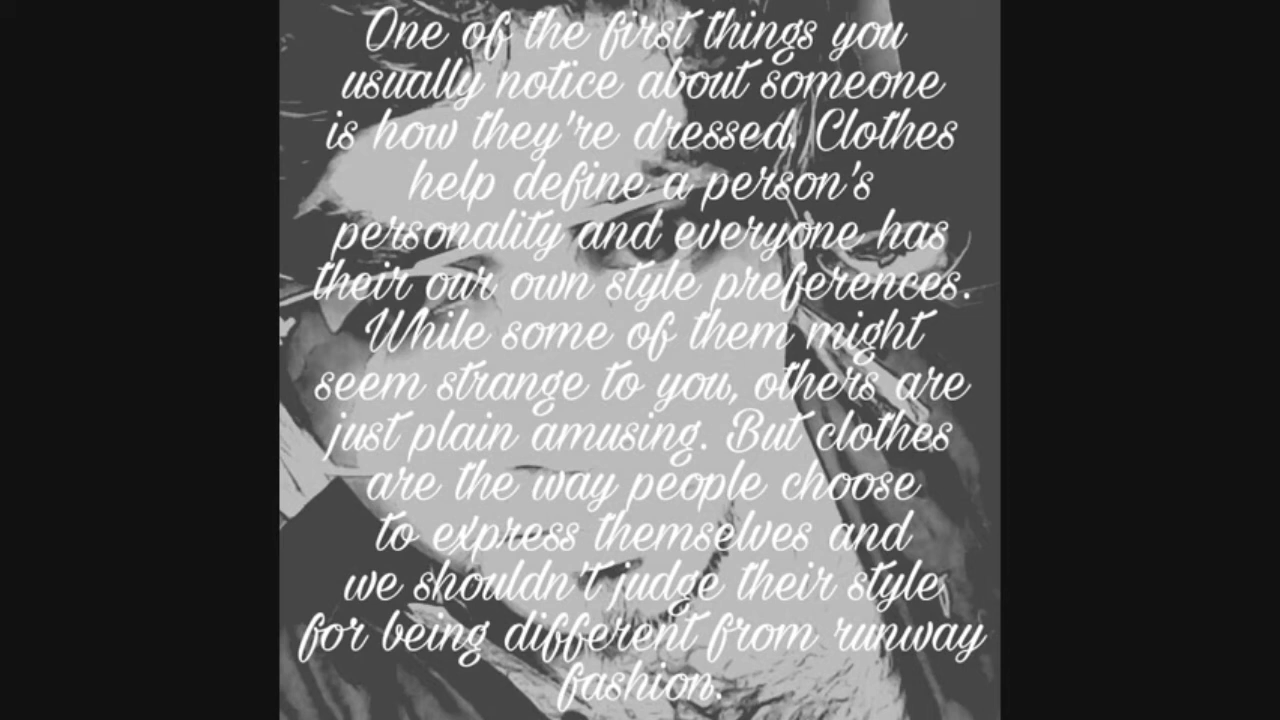 One of the first things you
usually notice about someone
is how they're dressed. Clothes
help define a person's
personality and everyone has
their our own style preferences.
While some of them might
seem strange to you, others are
just plain amusing. But clothes
are the way people choose
to express themselves and
we shouldn't judge their style
for being different from runway
fashion.